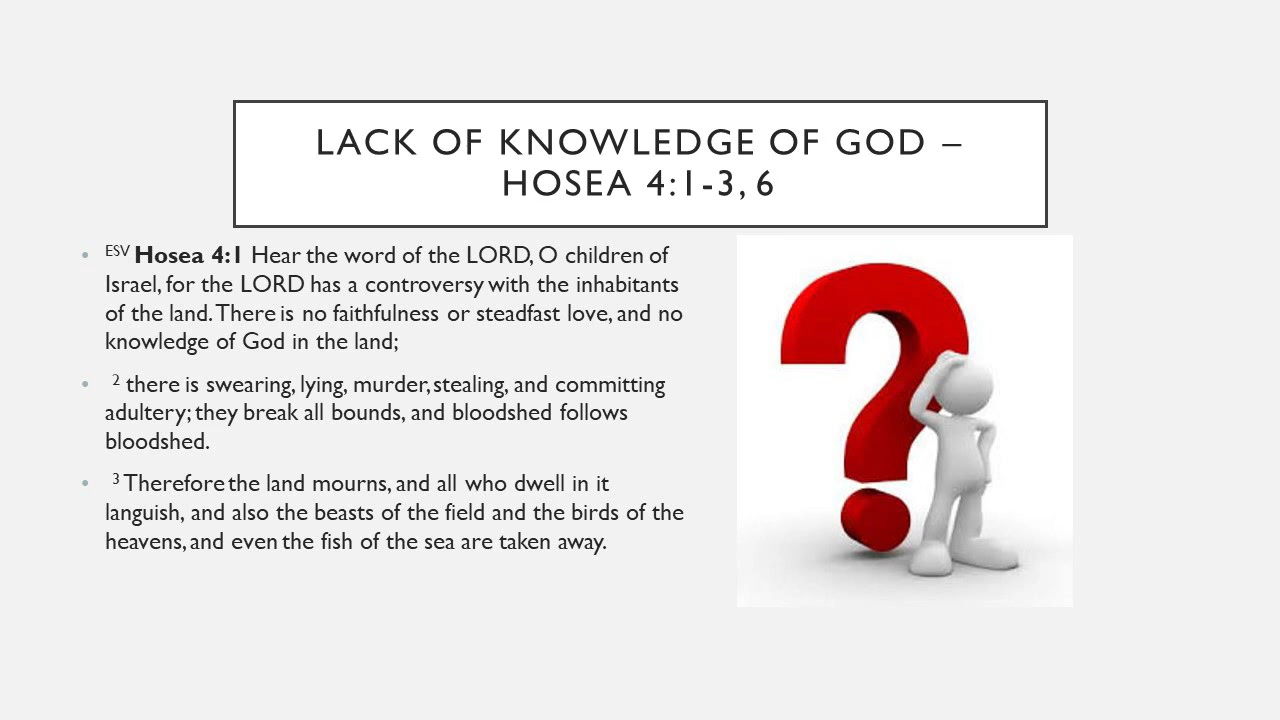 LACK OF KNOWLEDGE OF GOD –
HOSEA 4:1-3, 6
• ESV Hosea 4:1 Hear the word of the LORD, O children of
Israel, for the LORD has a controversy with the inhabitants
of the land. There is no faithfulness or steadfast love, and no
knowledge of God in the land;
• 2 there is swearing, lying, murder, stealing, and committing
adultery; they break all bounds, and bloodshed follows
bloodshed.
• 3 Therefore the land mourns, and all who dwell in it
languish, and also the beasts of the field and the birds of the
heavens, and even the fish of the sea are taken away.
?